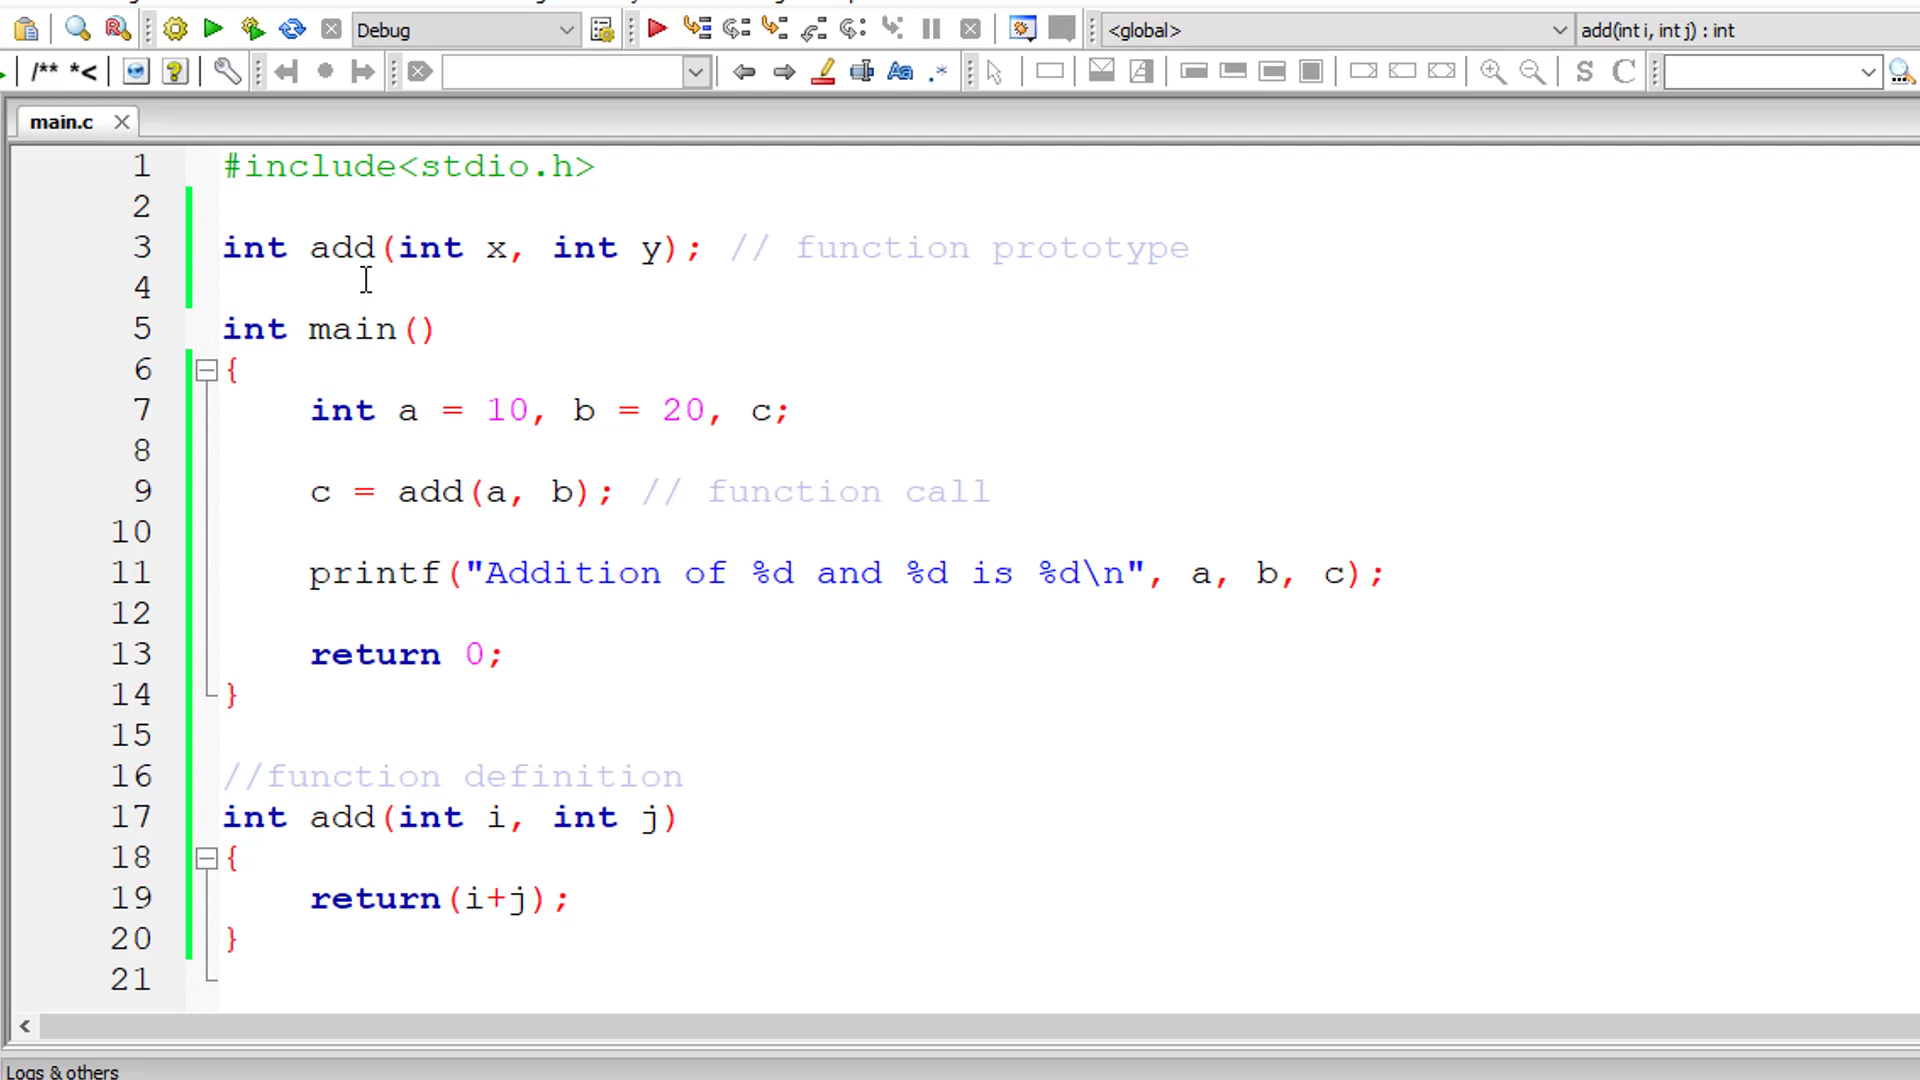 Debug
<global>
add(int i, int j) : int
/** *<
Aa .*
S C
main.c
1 #include<stdio.h>
2
3 int add(int x, int y); // function prototype
4
5 int main()
6 {
7 int a = 10, b = 20, c;
8
9 c = add(a, b); // function call
10
11 printf("Addition of %d and %d is %d\n", a, b, c);
12
13 return 0;
14 }
15
16 //function definition
17 int add(int i, int j)
18 {
19 return(i+j);
20 }
21
Logs & others